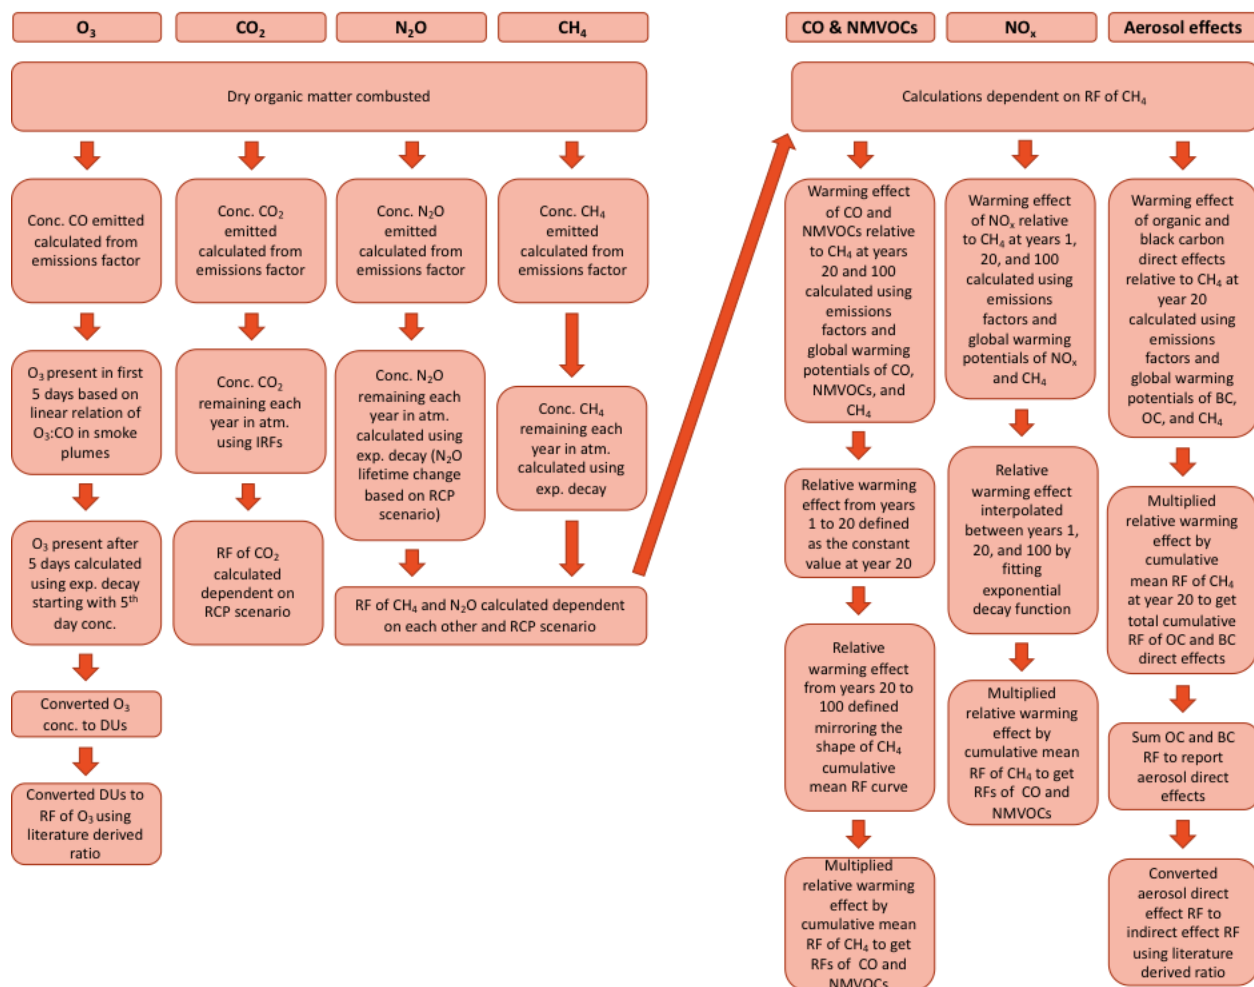 O₃
CO₂
N₂O
CH₄
Dry organic matter combusted
Conc. CO emitted
calculated from
emissions factor
O₃ present in first
5 days based on
linear relation of
O₃:CO in smoke
plumes
O₃ present after
5 days calculated
using exp. decay
starting with 5ᵗʰ
day conc.
Converted O₃
conc. to DUs
Converted DUs to
RF of O₃ using
literature derived
ratio
Conc. CO₂
emitted
calculated from
emissions factor
Conc. CO₂
remaining each
year in atm.
using IRFs
RF of CO₂
calculated
dependent on
RCP scenario
Conc. N₂O
emitted
calculated from
emissions factor
Conc. N₂O
remaining each
year in atm.
calculated using
exp. decay (N₂O
lifetime change
based on RCP
scenario)
Conc. CH₄
emitted
calculated from
emissions factor
Conc. CH₄
remaining each
year in atm.
calculated using
exp. decay
RF of CH₄ and N₂O calculated dependent
on each other and RCP scenario
CO & NMVOCs
NOₓ
Aerosol effects
Calculations dependent on RF of CH₄
Warming effect
of CO and
NMVOCs relative
to CH₄ at years
20 and 100
calculated using
emissions
factors and
global warming
potentials of CO,
NMVOCs, and
CH₄
Relative warming
effect from years
1 to 20 defined
as the constant
value at year 20
Relative
warming effect
from years 20 to
100 defined
mirroring the
shape of CH₄
cumulative
mean RF curve
Multiplied
relative warming
effect by
cumulative mean
RF of CH₄ to get
RFs of CO and
NMVOCs
Warming effect
of NOₓ relative
to CH₄ at years 1,
20, and 100
calculated using
emissions
factors and
global warming
potentials of NOₓ
and CH₄
Relative
warming effect
interpolated
between years 1,
20, and 100 by
fitting
exponential
decay function
Multiplied
relative warming
effect by
cumulative mean
RF of CH₄ to get
RFs of CO and
NMVOCs
Warming effect
of organic and
black carbon
direct effects
relative to CH₄ at
year 20
calculated using
emissions
factors and
global warming
potentials of BC,
OC, and CH₄
Multiplied
relative warming
effect by
cumulative
mean RF of CH₄
at year 20 to get
total cumulative
RF of OC and BC
direct effects
Sum OC and BC
RF to report
aerosol direct
effects
Converted
aerosol direct
effect RF to
indirect effect RF
using literature
derived ratio